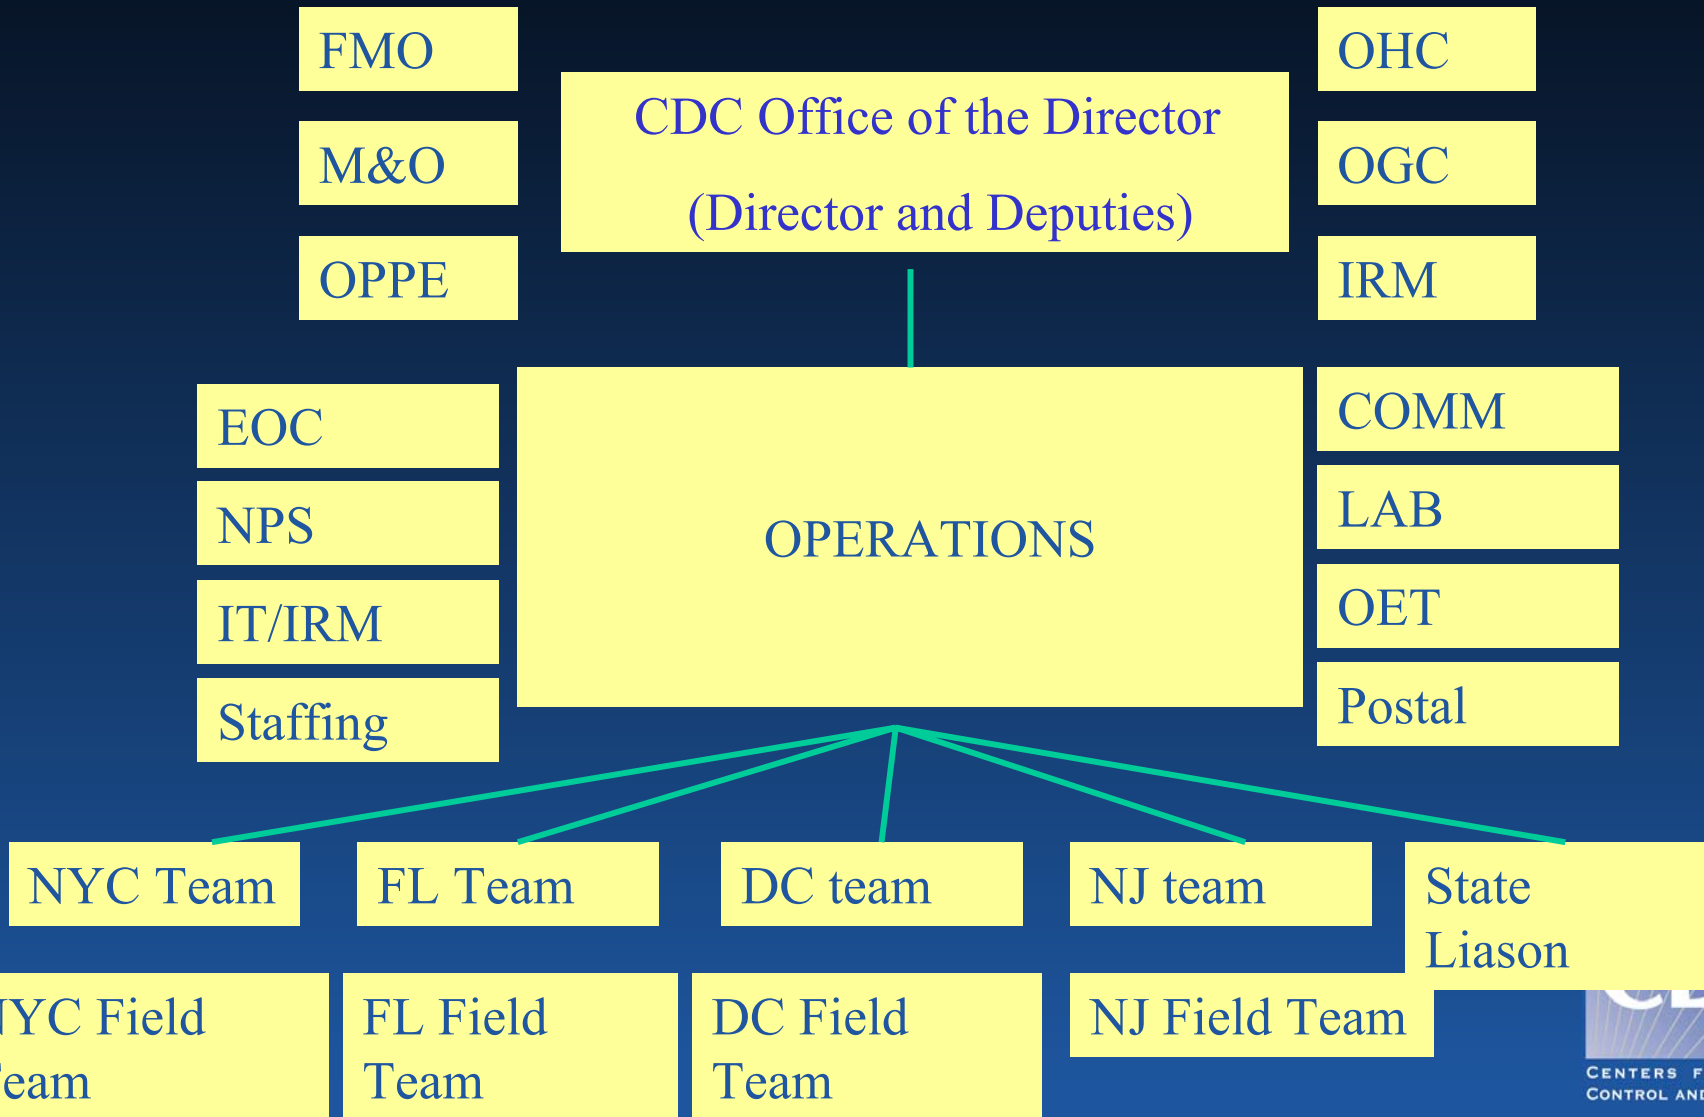 FMO
M&O
OPPE
CDC Office of the Director
(Director and Deputies)
OHC
OGC
IRM
EOC
NPS
IT/IRM
Staffing
OPERATIONS
COMM
LAB
OET
Postal
NYC Team
FL Team
DC team
NJ team
State
Liason
YC Field
eam
FL Field
Team
DC Field
Team
NJ Field Team
CENTERS F
CONTROL AND